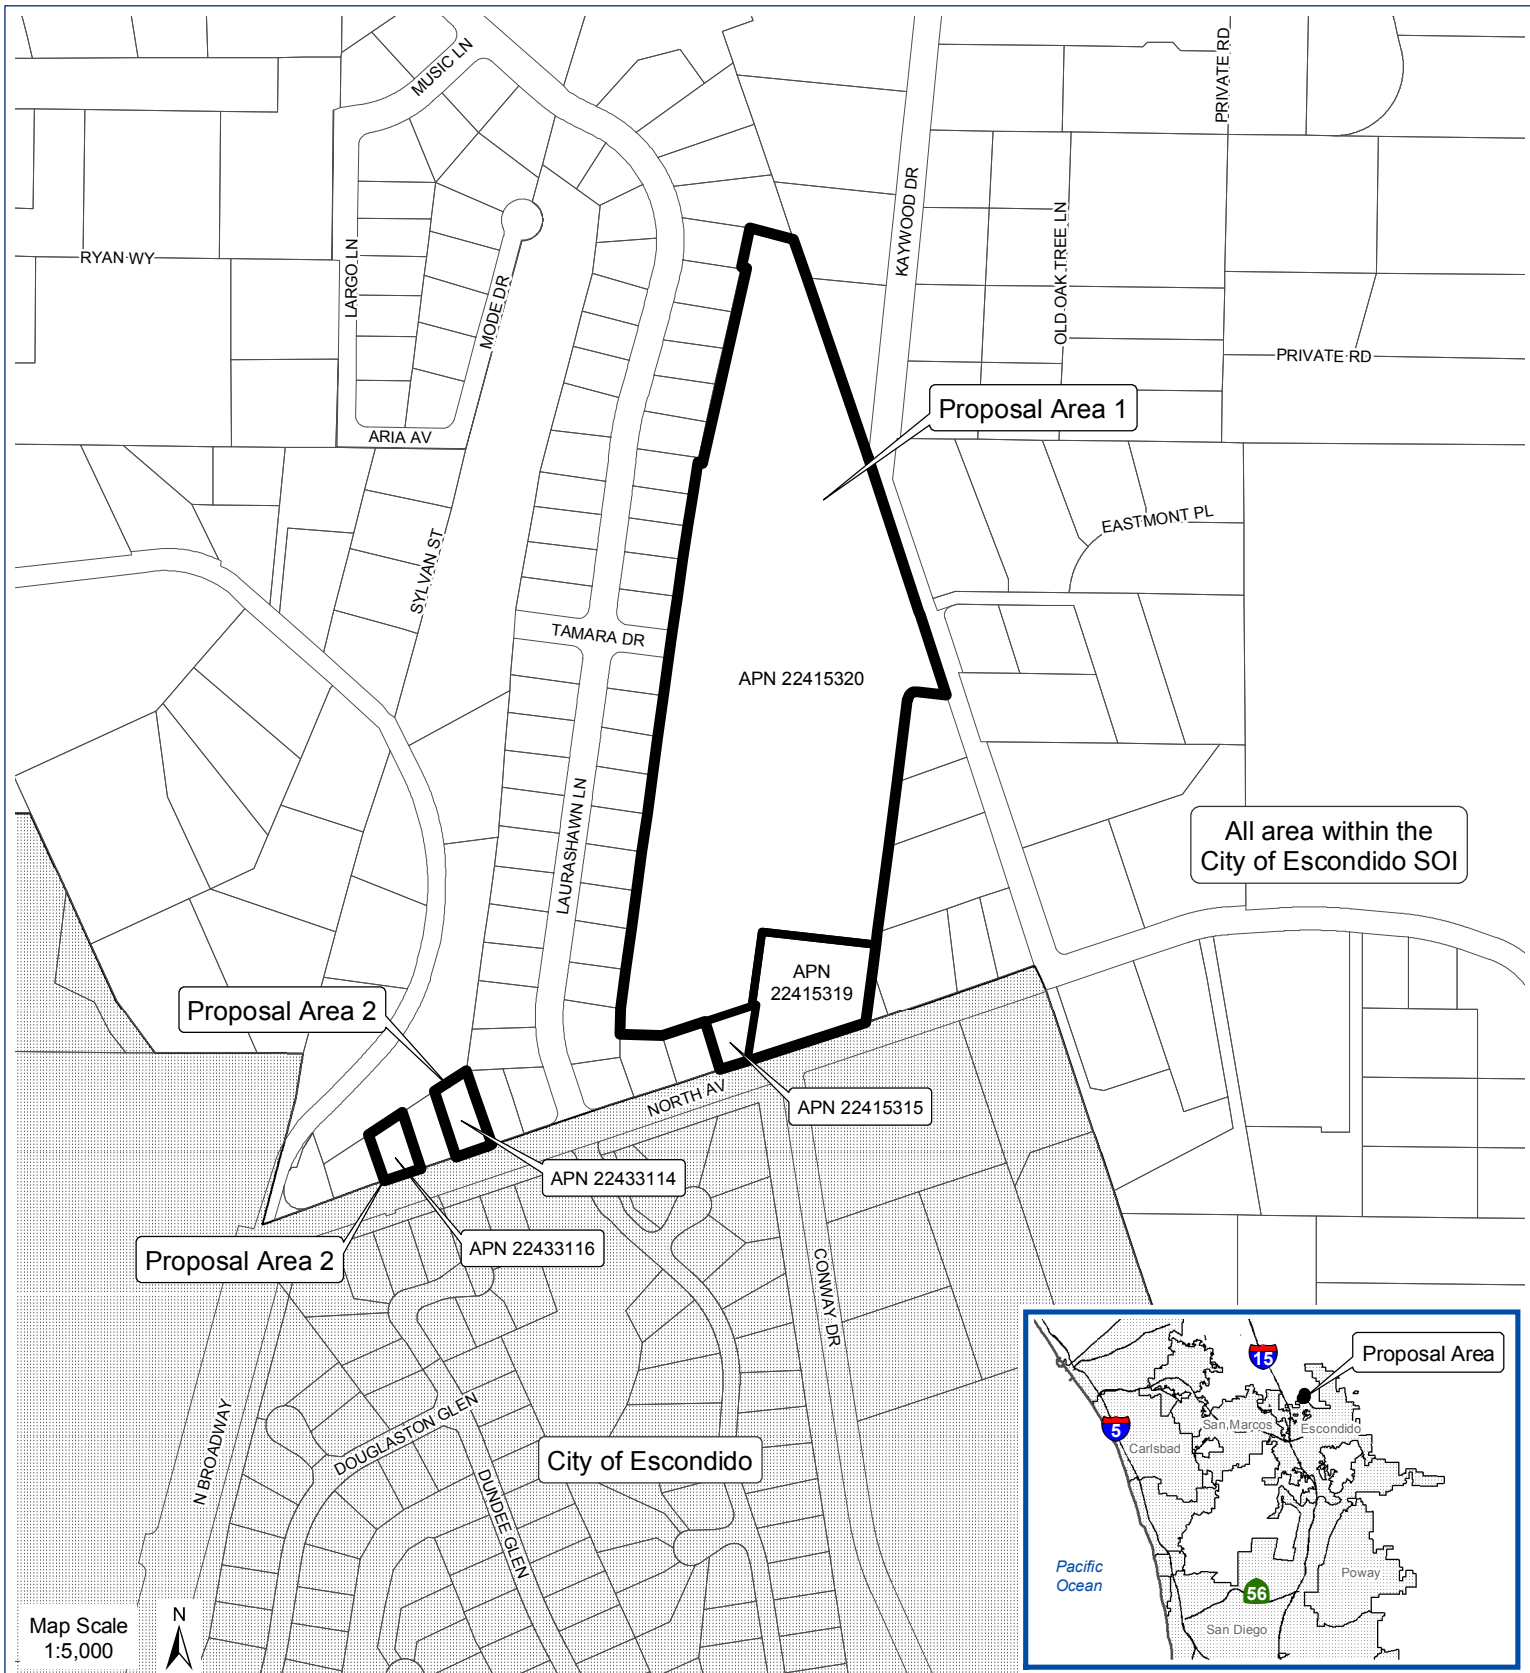 MUSIC LN
PRIVATE RD
KAYWOOD DR
OLD OAK TREE LN
RYAN WY
LARGO LN
MODE DR
PRIVATE RD
Proposal Area 1
ARIA AV
EASTMONT PL
SYLVAN ST
TAMARA DR
APN 22415320
LAURASHAWN LN
All area within the
City of Escondido SOI
APN
22415319
Proposal Area 2
NORTH AV
APN 22415315
APN 22433114
APN 22433116
Proposal Area 2
CONWAY DR
N BROADWAY
DOUGLASTON GLEN
DUNDEE GLEN
City of Escondido
Map Scale
1:5,000
N
15
Proposal Area
5
San Marcos
Escondido
Carlsbad
Pacific
Ocean
56
Poway
San Diego